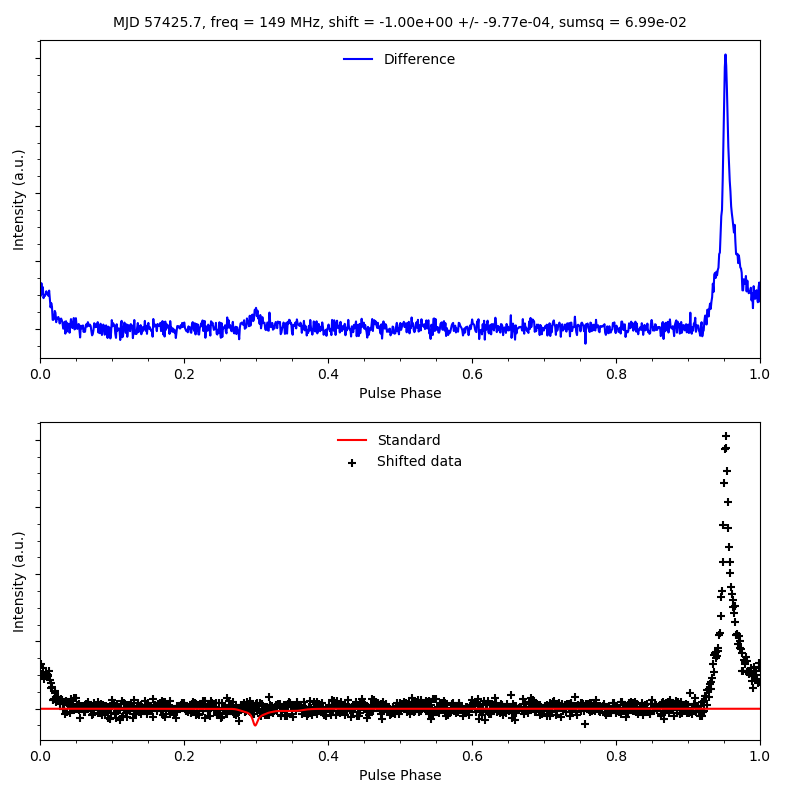 MJD 57425.7, freq = 149 MHz, shift = -1.00e+00 +/- -9.77e-04, sumsq = 6.99e-02
Difference
Intensity (a.u.)
0.0 0.2 0.4 0.6 0.8 1.0
Pulse Phase
Standard
Shifted data
Intensity (a.u.)
0.0 0.2 0.4 0.6 0.8 1.0
Pulse Phase